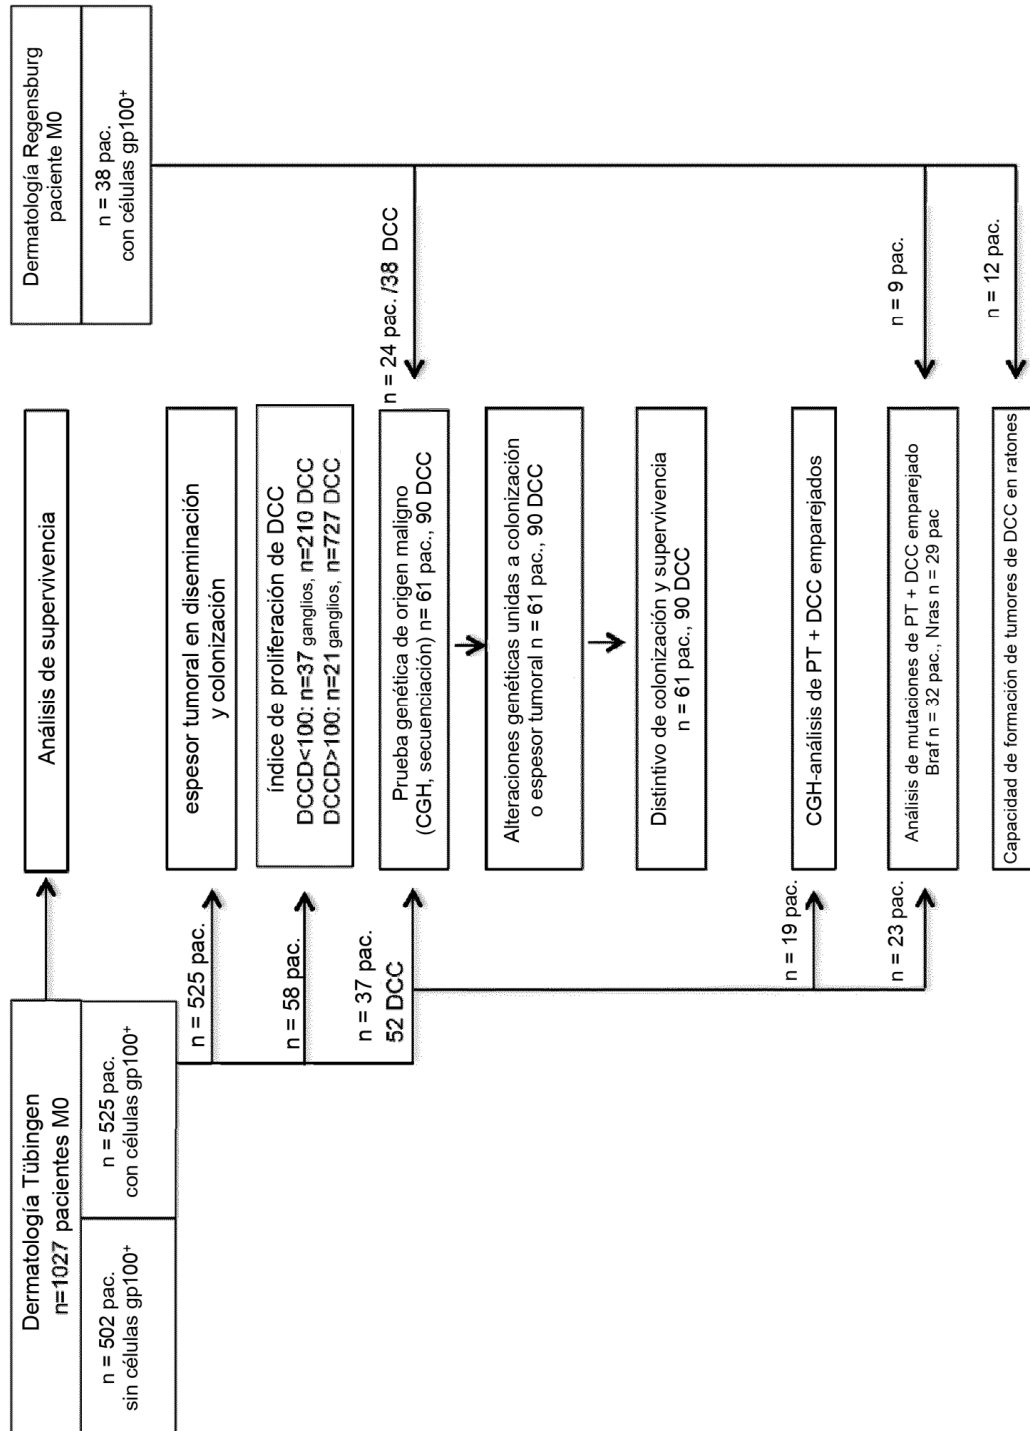 Dermatología Tübingen
n=1027 pacientes M0
n = 502 pac.
sin células gp100⁺
n = 525 pac.
con células gp100⁺
Dermatología Regensburg
paciente M0
n = 38 pac.
con células gp100⁺
Análisis de supervivencia
n = 525 pac.
espesor tumoral en diseminación
y colonización
n = 58 pac.
índice de proliferación de DCC
DCCD<100: n=37 ganglios, n=210 DCC
DCCD>100: n=21 ganglios, n=727 DCC
n = 37 pac.
52 DCC
Prueba genética de origen maligno
(CGH, secuenciación) n= 61 pac., 90 DCC
n = 24 pac. /38 DCC
Alteraciones genéticas unidas a colonización
o espesor tumoral n = 61 pac., 90 DCC
Distintivo de colonización y supervivencia
n = 61 pac., 90 DCC
n = 19 pac.
CGH-análisis de PT + DCC emparejados
n = 23 pac.
Análisis de mutaciones de PT + DCC emparejado
Braf n = 32 pac., Nras n = 29 pac
n = 9 pac.
Capacidad de formación de tumores de DCC en ratones
n = 12 pac.